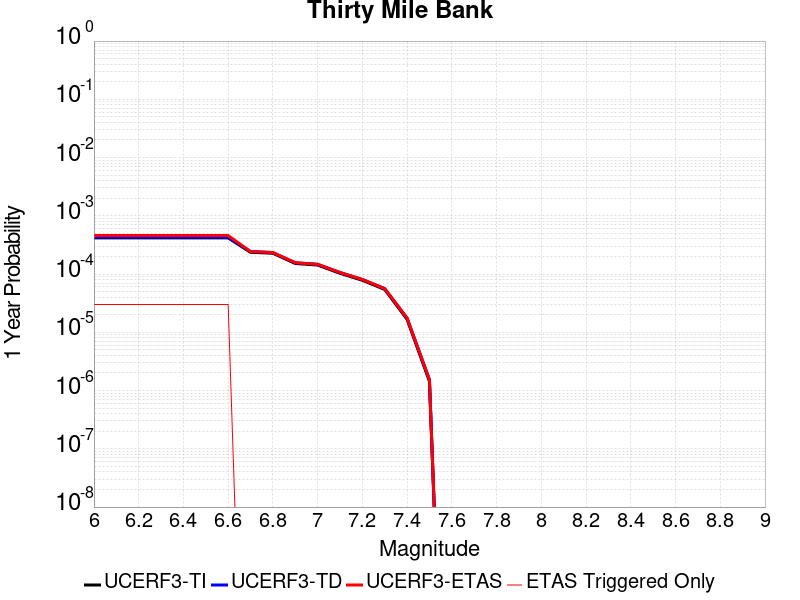 Thirty Mile Bank
10^0
10^-1
10^-2
10^-3
10^-4
10^-5
10^-6
10^-7
10^-8
1 Year Probability
6 6.2 6.4 6.6 6.8 7 7.2 7.4 7.6 7.8 8 8.2 8.4 8.6 8.8 9
Magnitude
UCERF3-TI UCERF3-TD UCERF3-ETAS ETAS Triggered Only